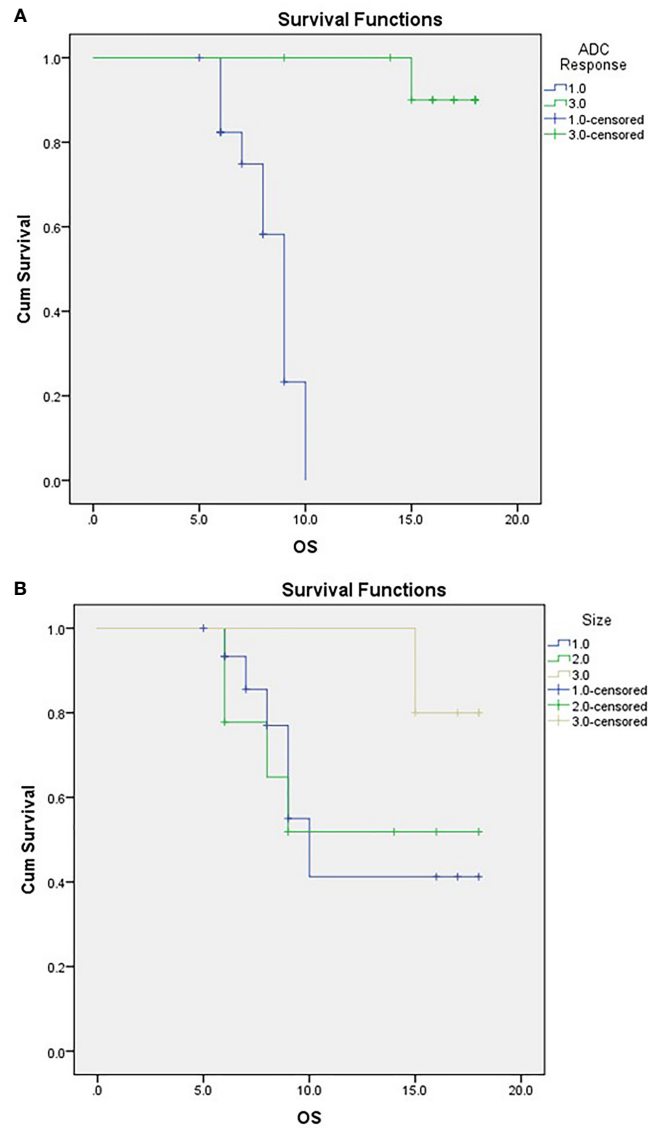 A
Survival Functions
1.0
0.8
0.6
0.4
0.2
0.0
Cum Survival
.0 5.0 10.0 15.0 20.0
OS
ADC
Response
1.0
3.0
1.0-censored
3.0-censored
B
Survival Functions
1.0
0.8
0.6
0.4
0.2
0.0
Cum Survival
.0 5.0 10.0 15.0 20.0
OS
Size
1.0
2.0
3.0
1.0-censored
2.0-censored
3.0-censored